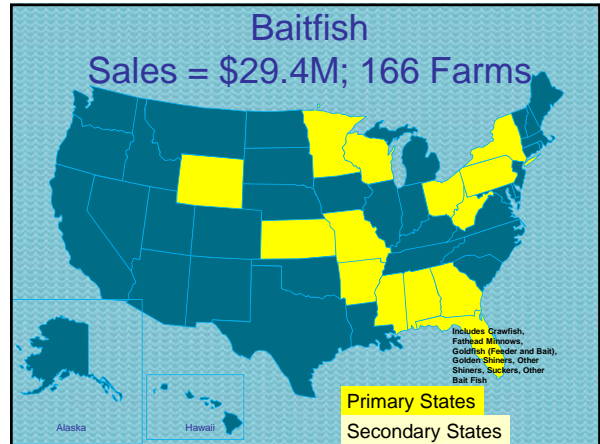 Baitfish
Sales = $29.4M; 166 Farms
Includes Crawfish,
Fathead Minnows,
Goldfish (Feeder and Bait),
Golden Shiners, Other
Shiners, Suckers, Other
Bait Fish
Primary States
Secondary States
Alaska
Hawaii